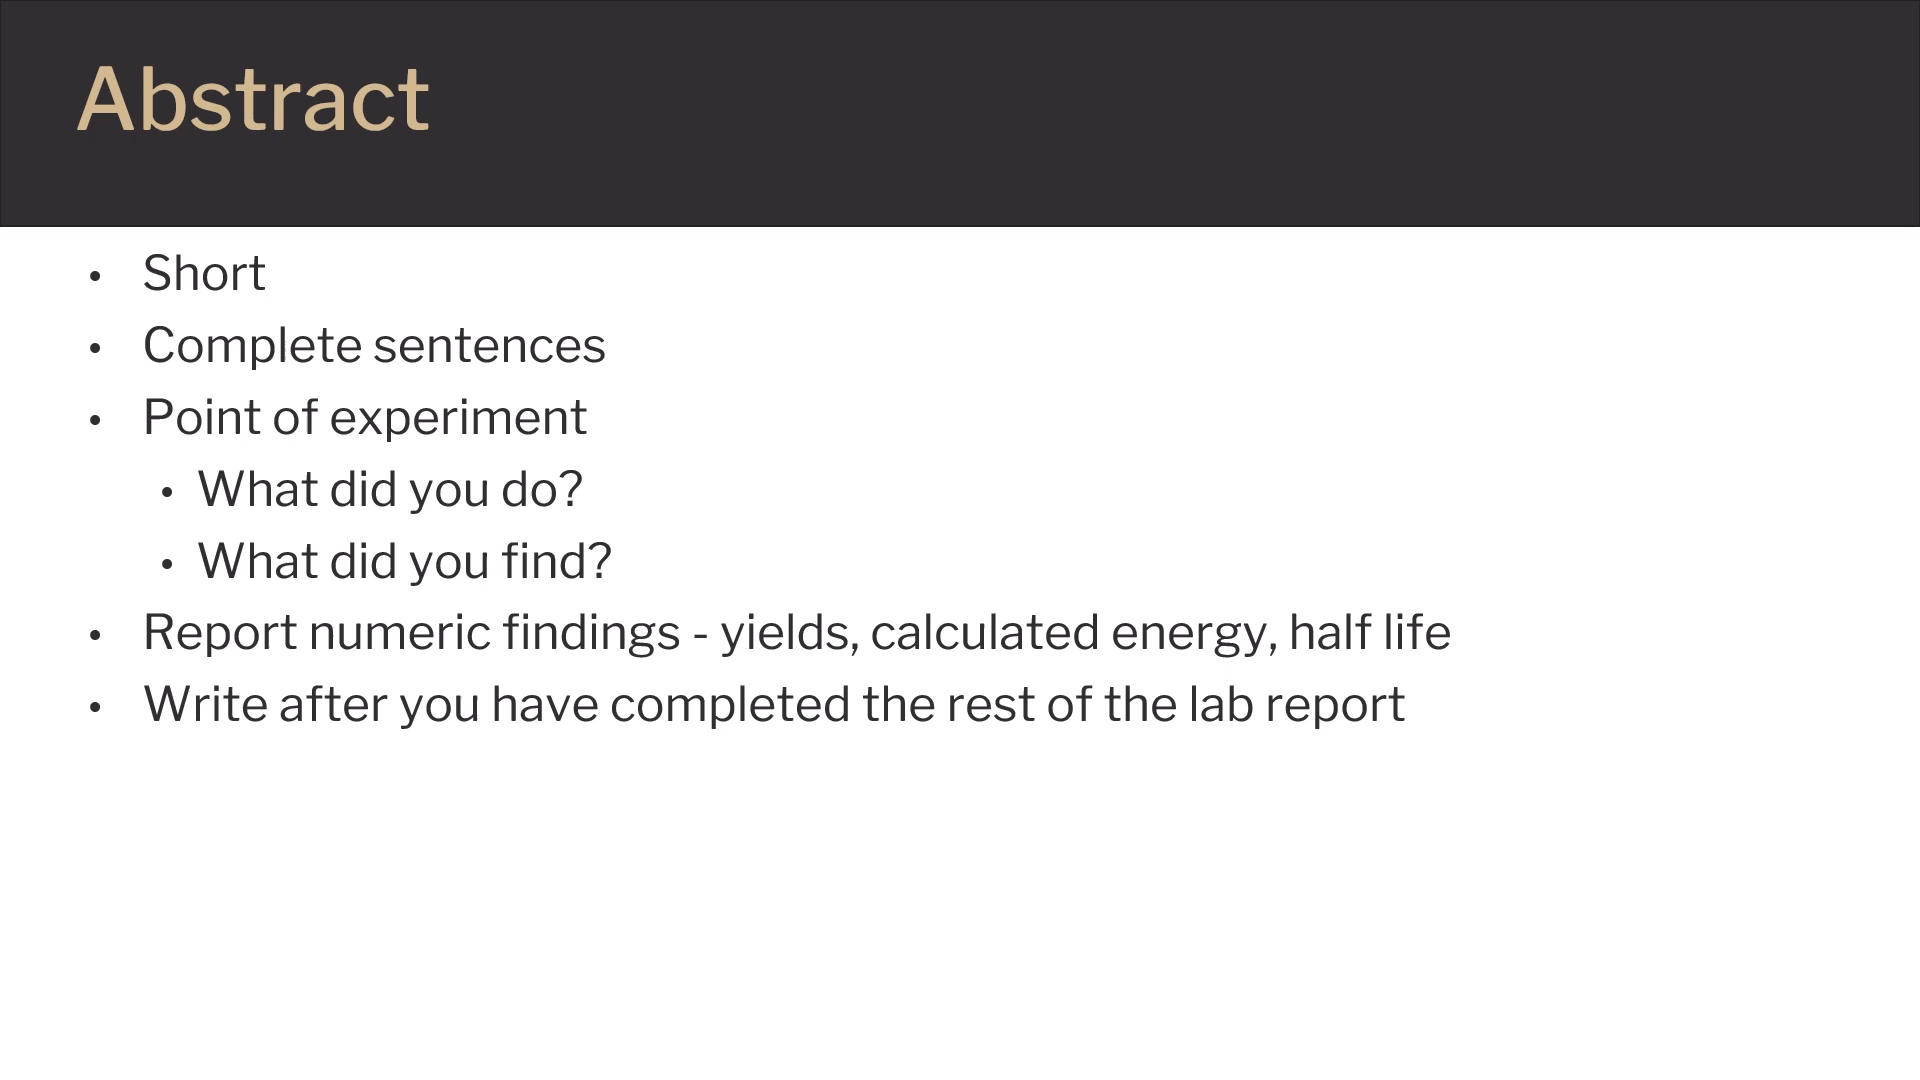 Abstract
• Short
• Complete sentences
• Point of experiment
• What did you do?
• What did you find?
• Report numeric findings - yields, calculated energy, half life
• Write after you have completed the rest of the lab report